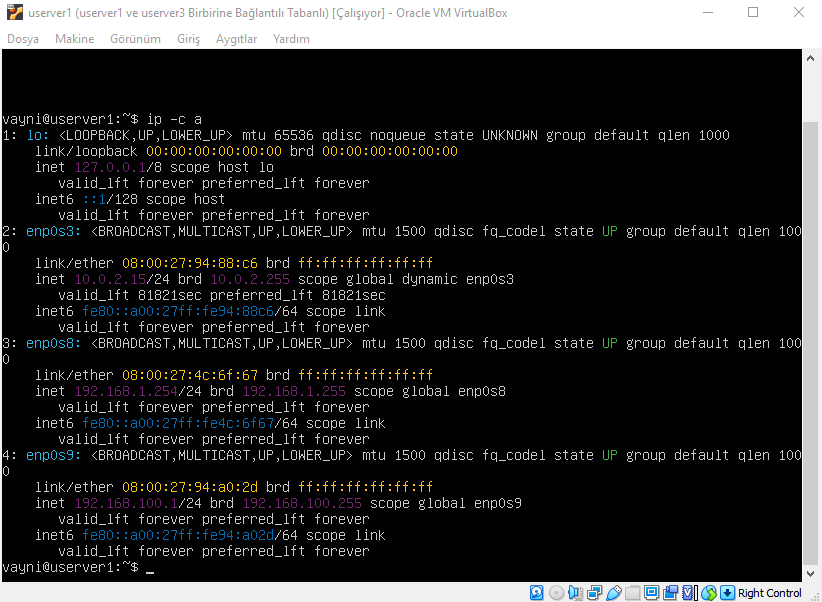 userver1 (userver1 ve userver3 Birbirine Bağlantılı Tabanlı) [Çalışıyor] - Oracle VM VirtualBox
Dosya Makine Görünüm Giriş Aygıtlar Yardım
vayni@userver1:~$ ip -c a
1: lo: <LOOPBACK,UP,LOWER_UP> mtu 65536 qdisc noqueue state UNKNOWN group default qlen 1000
    link/loopback 00:00:00:00:00:00 brd 00:00:00:00:00:00
    inet 127.0.0.1/8 scope host lo
       valid_lft forever preferred_lft forever
    inet6 ::1/128 scope host
       valid_lft forever preferred_lft forever
2: enp0s3: <BROADCAST,MULTICAST,UP,LOWER_UP> mtu 1500 qdisc fq_codel state UP group default qlen 100
0
    link/ether 08:00:27:94:88:c6 brd ff:ff:ff:ff:ff:ff
    inet 10.0.2.15/24 brd 10.0.2.255 scope global dynamic enp0s3
       valid_lft 81821sec preferred_lft 81821sec
    inet6 fe80::a00:27ff:fe94:88c6/64 scope link
       valid_lft forever preferred_lft forever
3: enp0s8: <BROADCAST,MULTICAST,UP,LOWER_UP> mtu 1500 qdisc fq_codel state UP group default qlen 100
0
    link/ether 08:00:27:4c:6f:67 brd ff:ff:ff:ff:ff:ff
    inet 192.168.1.254/24 brd 192.168.1.255 scope global enp0s8
       valid_lft forever preferred_lft forever
    inet6 fe80::a00:27ff:fe4c:6f67/64 scope link
       valid_lft forever preferred_lft forever
4: enp0s9: <BROADCAST,MULTICAST,UP,LOWER_UP> mtu 1500 qdisc fq_codel state UP group default qlen 100
0
    link/ether 08:00:27:94:a0:2d brd ff:ff:ff:ff:ff:ff
    inet 192.168.100.1/24 brd 192.168.100.255 scope global enp0s9
       valid_lft forever preferred_lft forever
    inet6 fe80::a00:27ff:fe94:a02d/64 scope link
       valid_lft forever preferred_lft forever
vayni@userver1:~$ _
Right Control